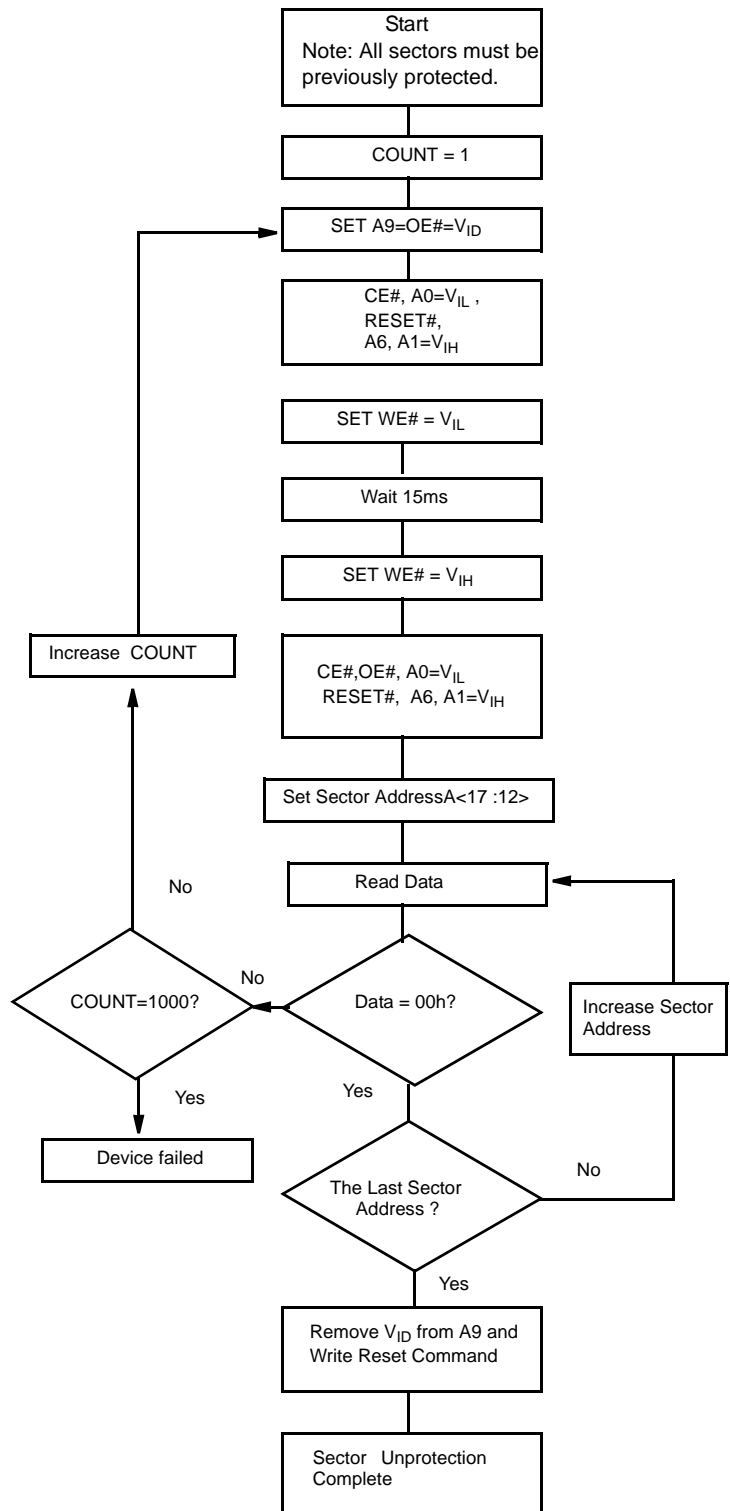 Start
Note: All sectors must be
previously protected.
COUNT = 1
SET A9=OE#=VID
CE#, A0=VIL ,
RESET#,
A6, A1=VIH
SET WE# = VIL
Wait 15ms
SET WE# = VIH
Increase COUNT
CE#,OE#, A0=VIL
RESET#, A6, A1=VIH
Set Sector AddressA<17 :12>
No
Read Data
COUNT=1000?
No
Data = 00h?
Increase Sector
Address
Yes
Yes
Device failed
No
The Last Sector
Address ?
Yes
Remove VID from A9 and
Write Reset Command
Sector Unprotection
Complete